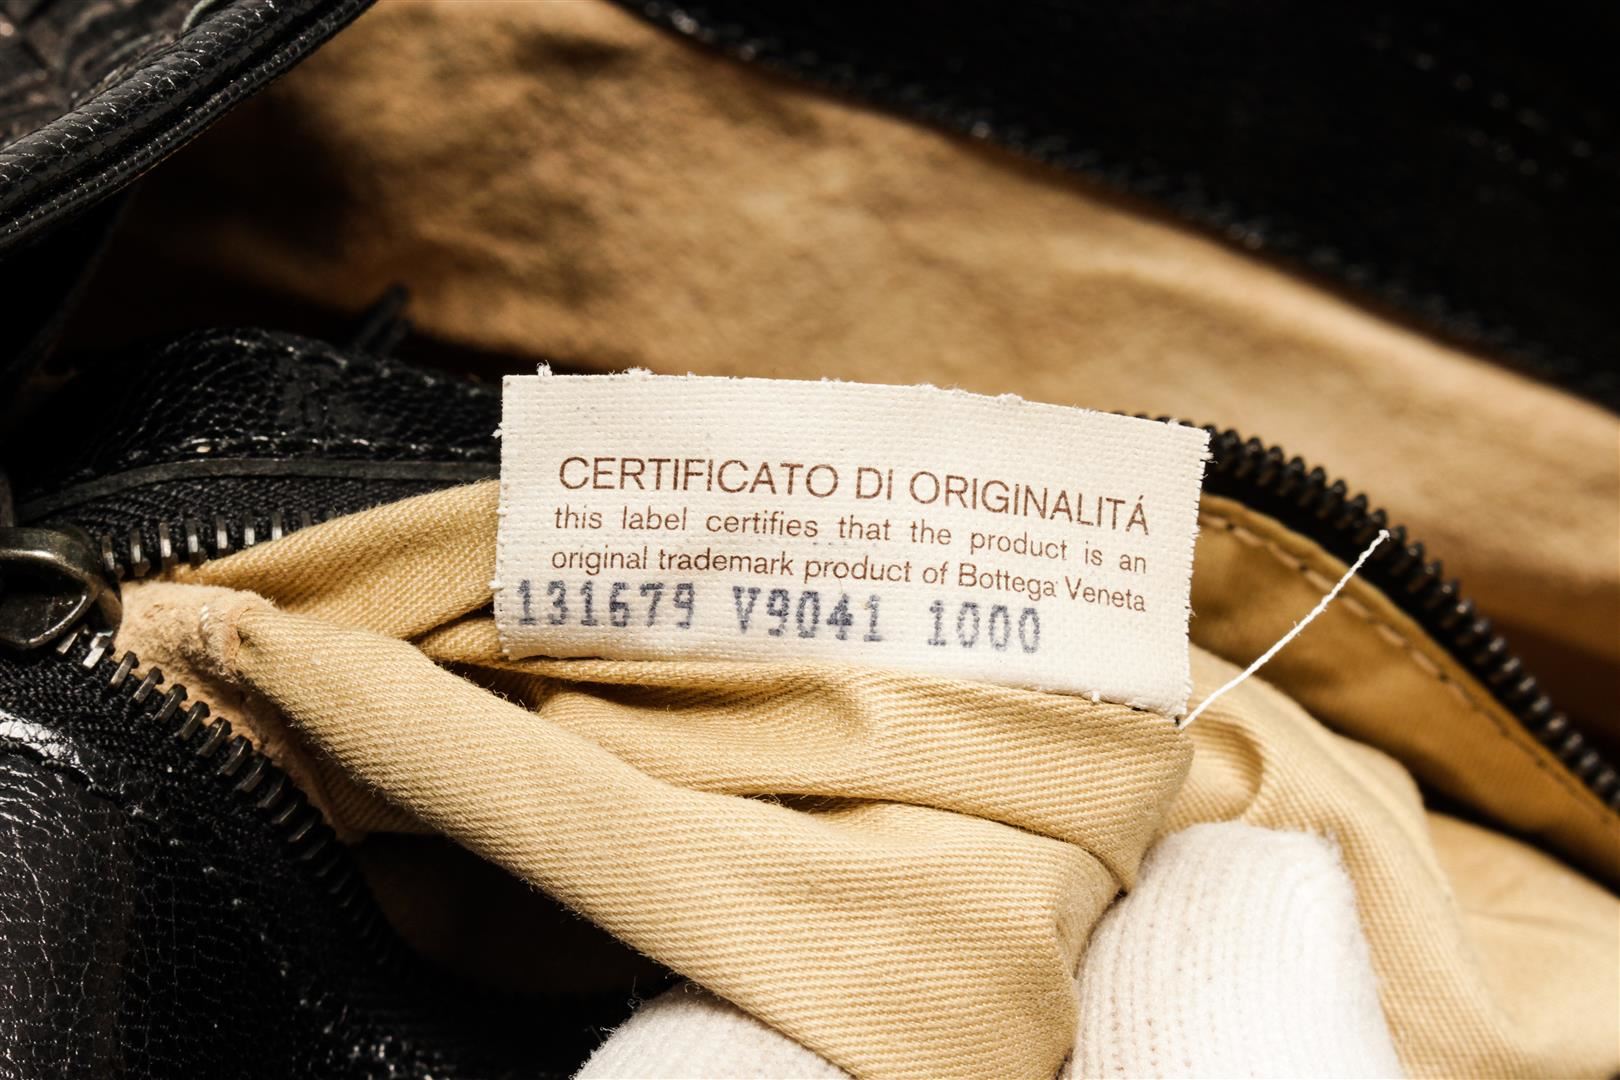 CERTIFICATO DI ORIGINALITÁ
this label certifies that the product is an
original trademark product of Bottega Veneta
131679 V9041 1000